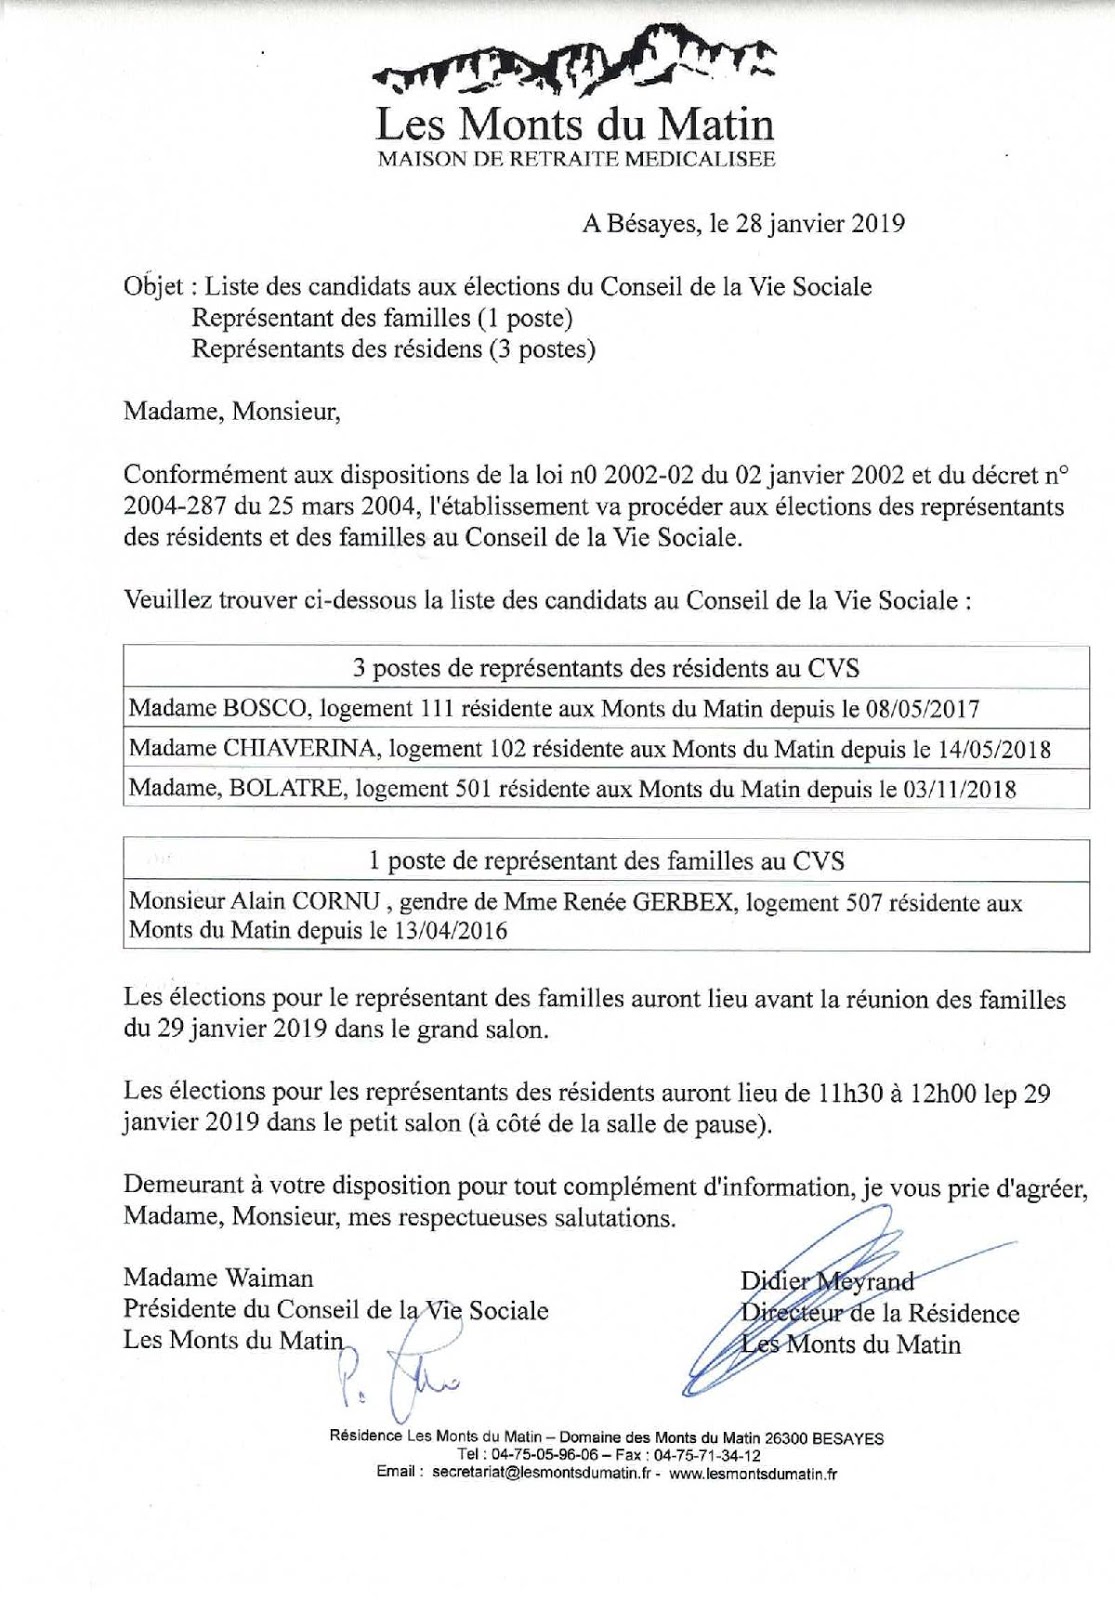 Les Monts du Matin
MAISON DE RETRAITE MEDICALISEE
A Bésayes, le 28 janvier 2019
Objet : Liste des candidats aux élections du Conseil de la Vie Sociale
Représentant des familles (1 poste)
Représentants des résidens (3 postes)
Madame, Monsieur,
Conformément aux dispositions de la loi n0 2002-02 du 02 janvier 2002 et du décret n°
2004-287 du 25 mars 2004, l'établissement va procéder aux élections des représentants
des résidents et des familles au Conseil de la Vie Sociale.
Veuillez trouver ci-dessous la liste des candidats au Conseil de la Vie Sociale :
3 postes de représentants des résidents au CVS
Madame BOSCO, logement 111 résidente aux Monts du Matin depuis le 08/05/2017
Madame CHIAVERINA, logement 102 résidente aux Monts du Matin depuis le 14/05/2018
Madame, BOLATRE, logement 501 résidente aux Monts du Matin depuis le 03/11/2018
1 poste de représentant des familles au CVS
Monsieur Alain CORNU , gendre de Mme Renée GERBEX, logement 507 résidente aux
Monts du Matin depuis le 13/04/2016
Les élections pour le représentant des familles auront lieu avant la réunion des familles
du 29 janvier 2019 dans le grand salon.
Les élections pour les représentants des résidents auront lieu de 11h30 à 12h00 lep 29
janvier 2019 dans le petit salon (à côté de la salle de pause).
Demeurant à votre disposition pour tout complément d'information, je vous prie d'agréer,
Madame, Monsieur, mes respectueuses salutations.
Madame Waiman
Présidente du Conseil de la Vie Sociale
Les Monts du Matin
Didier Meyrand
Directeur de la Résidence
Les Monts du Matin
Résidence Les Monts du Matin – Domaine des Monts du Matin 26300 BESAYES
Tel : 04-75-05-96-06 – Fax : 04-75-71-34-12
Email : secretariat@lesmontsdumatin.fr - www.lesmontsdumatin.fr